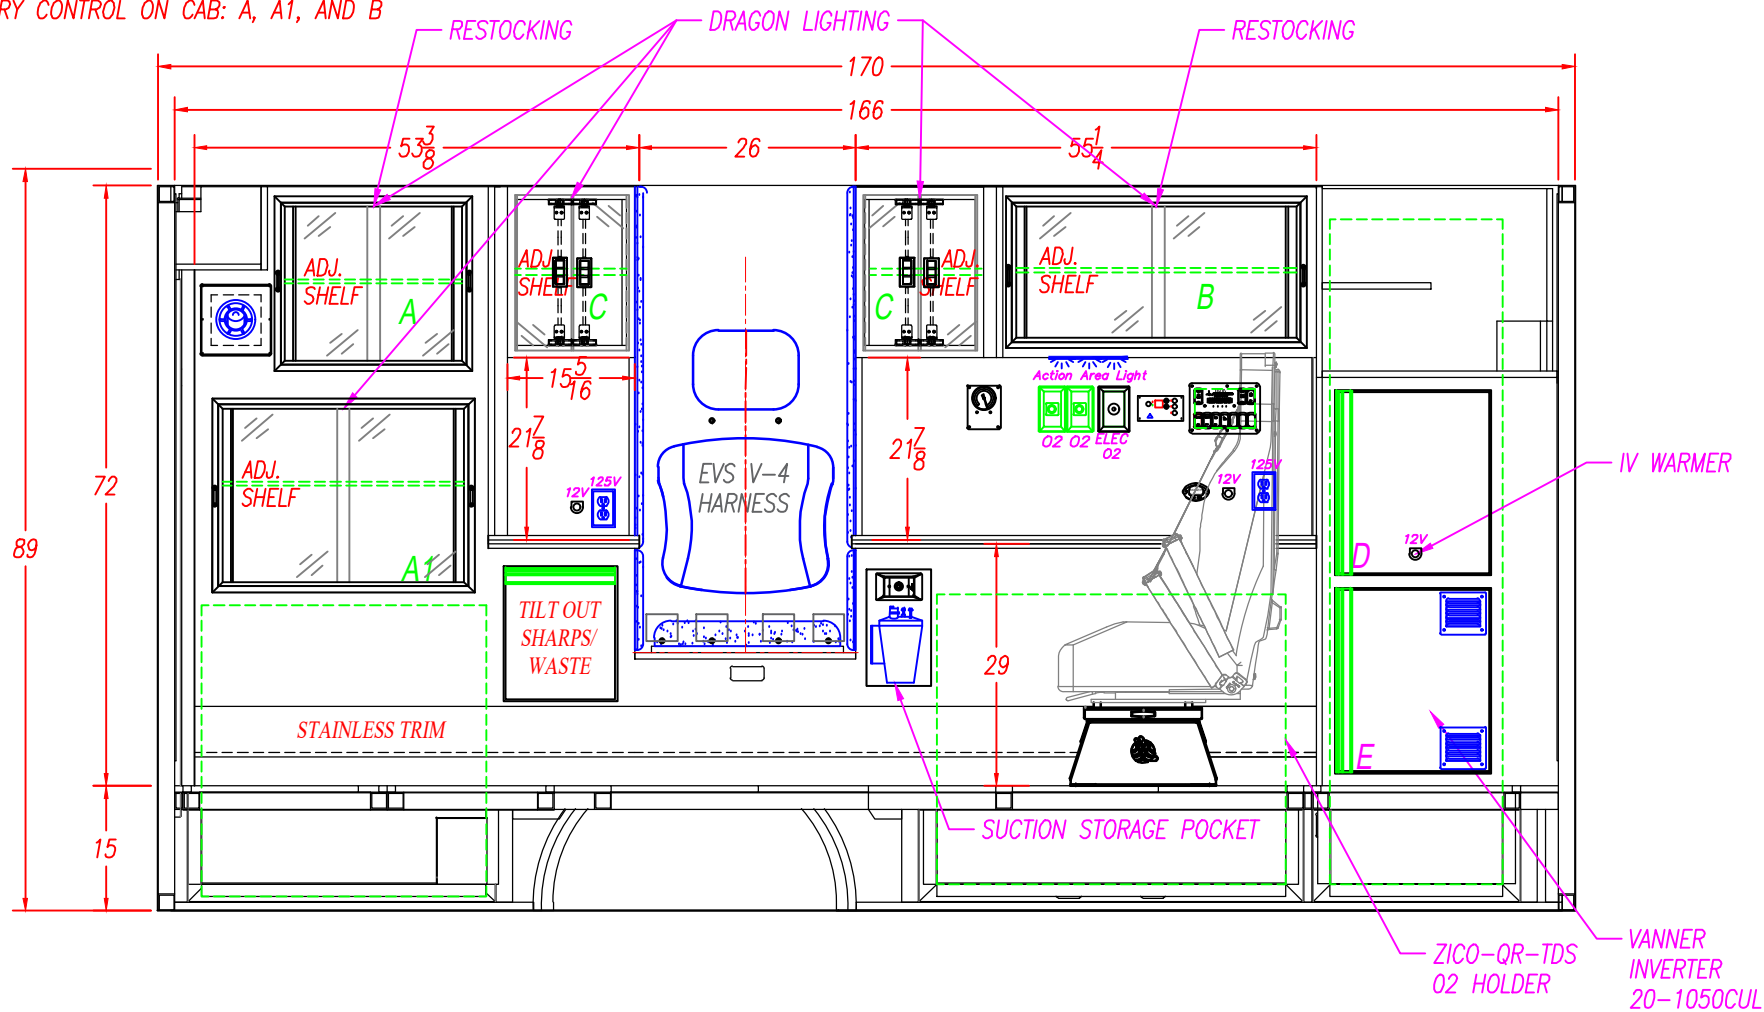 RY CONTROL ON CAB: A, A1, AND B
RESTOCKING
DRAGON LIGHTING
RESTOCKING
170
166
53 3/8
26
55 1/4
ADJ.
SHELF
A
ADJ.
SHELF
C
ADJ.
SHELF
C
ADJ.
SHELF
B
15 5/16
21 7/8
21 7/8
Action Area Light
O2 O2 ELEC
O2
EVS V-4
HARNESS
ADJ.
SHELF
A1
12V 125V
12V 125V
IV WARMER
12V
D
72
89
TILT OUT
SHARPS/
WASTE
29
STAINLESS TRIM
E
15
SUCTION STORAGE POCKET
ZICO-QR-TDS
O2 HOLDER
VANNER
INVERTER
20-1050CUL